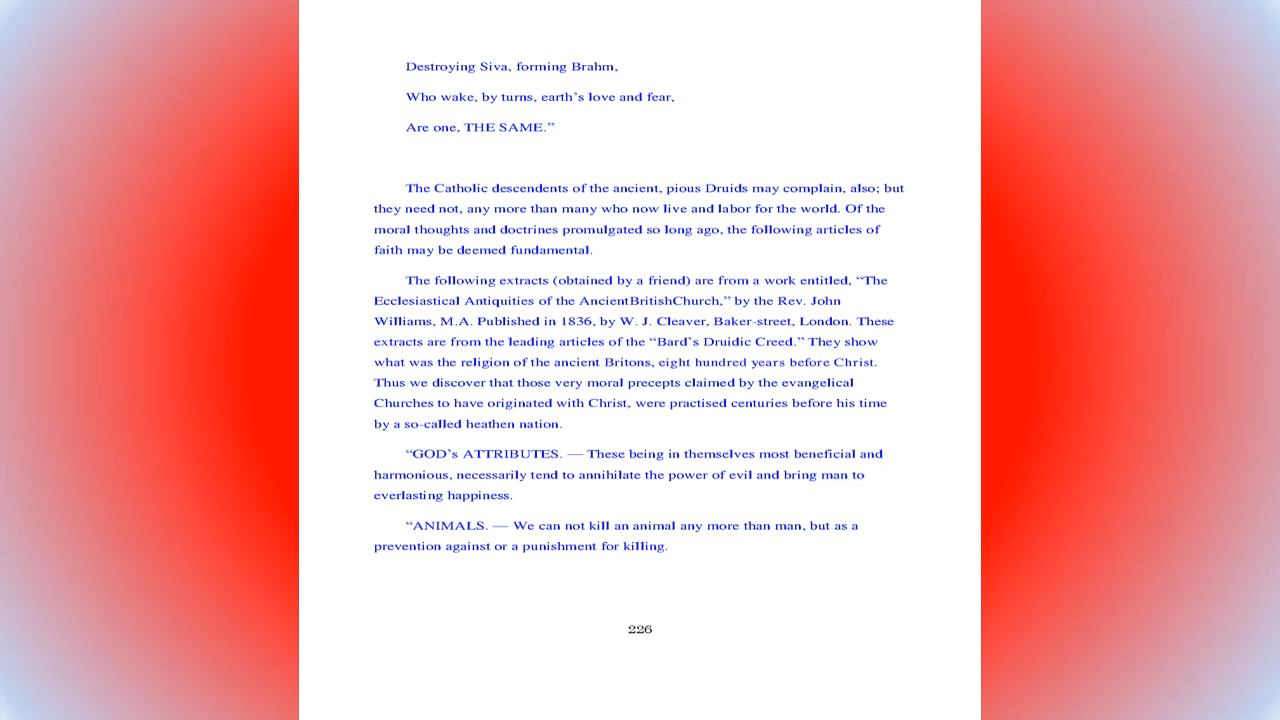 Destroying Siva, forming Brahm,
Who wake, by turns, earth’s love and fear,
Are one, THE SAME.”
The Catholic descendents of the ancient, pious Druids may complain, also; but
they need not, any more than many who now live and labor for the world. Of the
moral thoughts and doctrines promulgated so long ago, the following articles of
faith may be deemed fundamental.
The following extracts (obtained by a friend) are from a work entitled, “The
Ecclesiastical Antiquities of the AncientBritishChurch,” by the Rev. John
Williams, M.A. Published in 1836, by W. J. Cleaver, Baker-street, London. These
extracts are from the leading articles of the “Bard’s Druidic Creed.” They show
what was the religion of the ancient Britons, eight hundred years before Christ.
Thus we discover that those very moral precepts claimed by the evangelical
Churches to have originated with Christ, were practised centuries before his time
by a so-called heathen nation.
“GOD’s ATTRIBUTES. — These being in themselves most beneficial and
harmonious, necessarily tend to annihilate the power of evil and bring man to
everlasting happiness.
“ANIMALS. — We can not kill an animal any more than man, but as a
prevention against or a punishment for killing.
226